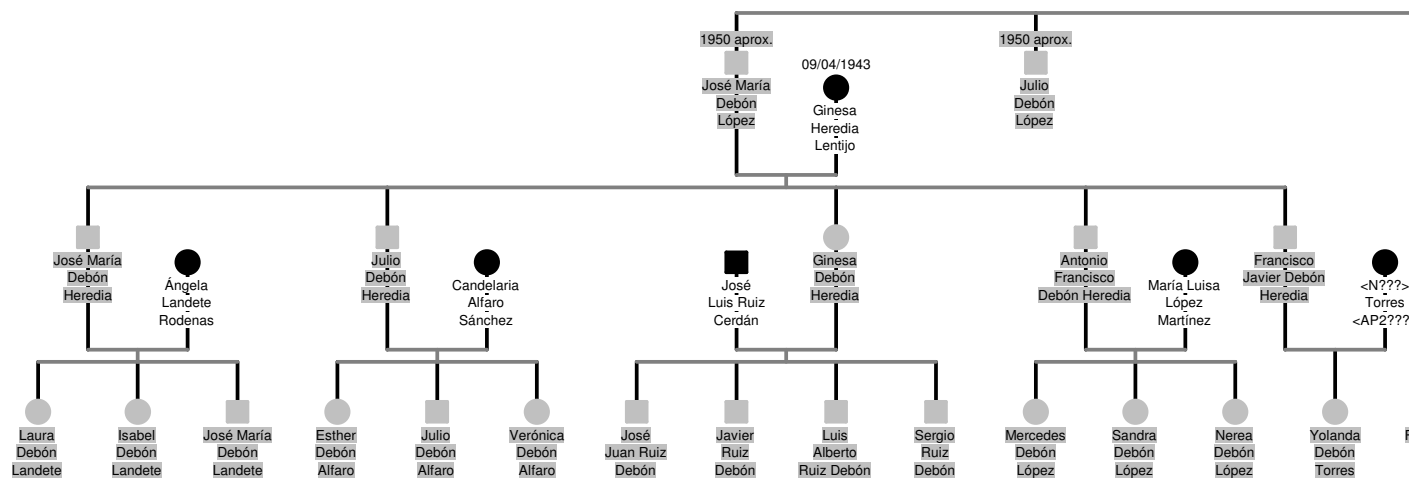 1950 aprox.
José María
Debón
López
09/04/1943
Ginesa
Heredia
Lentijo
1950 aprox.
Julio
Debón
López
José María
Debón
Heredia
Ángela
Landete
Rodenas
Julio
Debón
Heredia
Candelaria
Alfaro
Sánchez
José
Luis Ruiz
Cerdán
Ginesa
Debón
Heredia
Antonio
Francisco
Debón Heredia
María Luisa
López
Martínez
Francisco
Javier Debón
Heredia
<N???>
Torres
<AP2???
Laura
Debón
Landete
Isabel
Debón
Landete
José María
Debón
Landete
Esther
Debón
Alfaro
Julio
Debón
Alfaro
Verónica
Debón
Alfaro
José
Juan Ruiz
Debón
Javier
Ruiz
Debón
Luis
Alberto
Ruiz Debón
Sergio
Ruiz
Debón
Mercedes
Debón
López
Sandra
Debón
López
Nerea
Debón
López
Yolanda
Debón
Torres